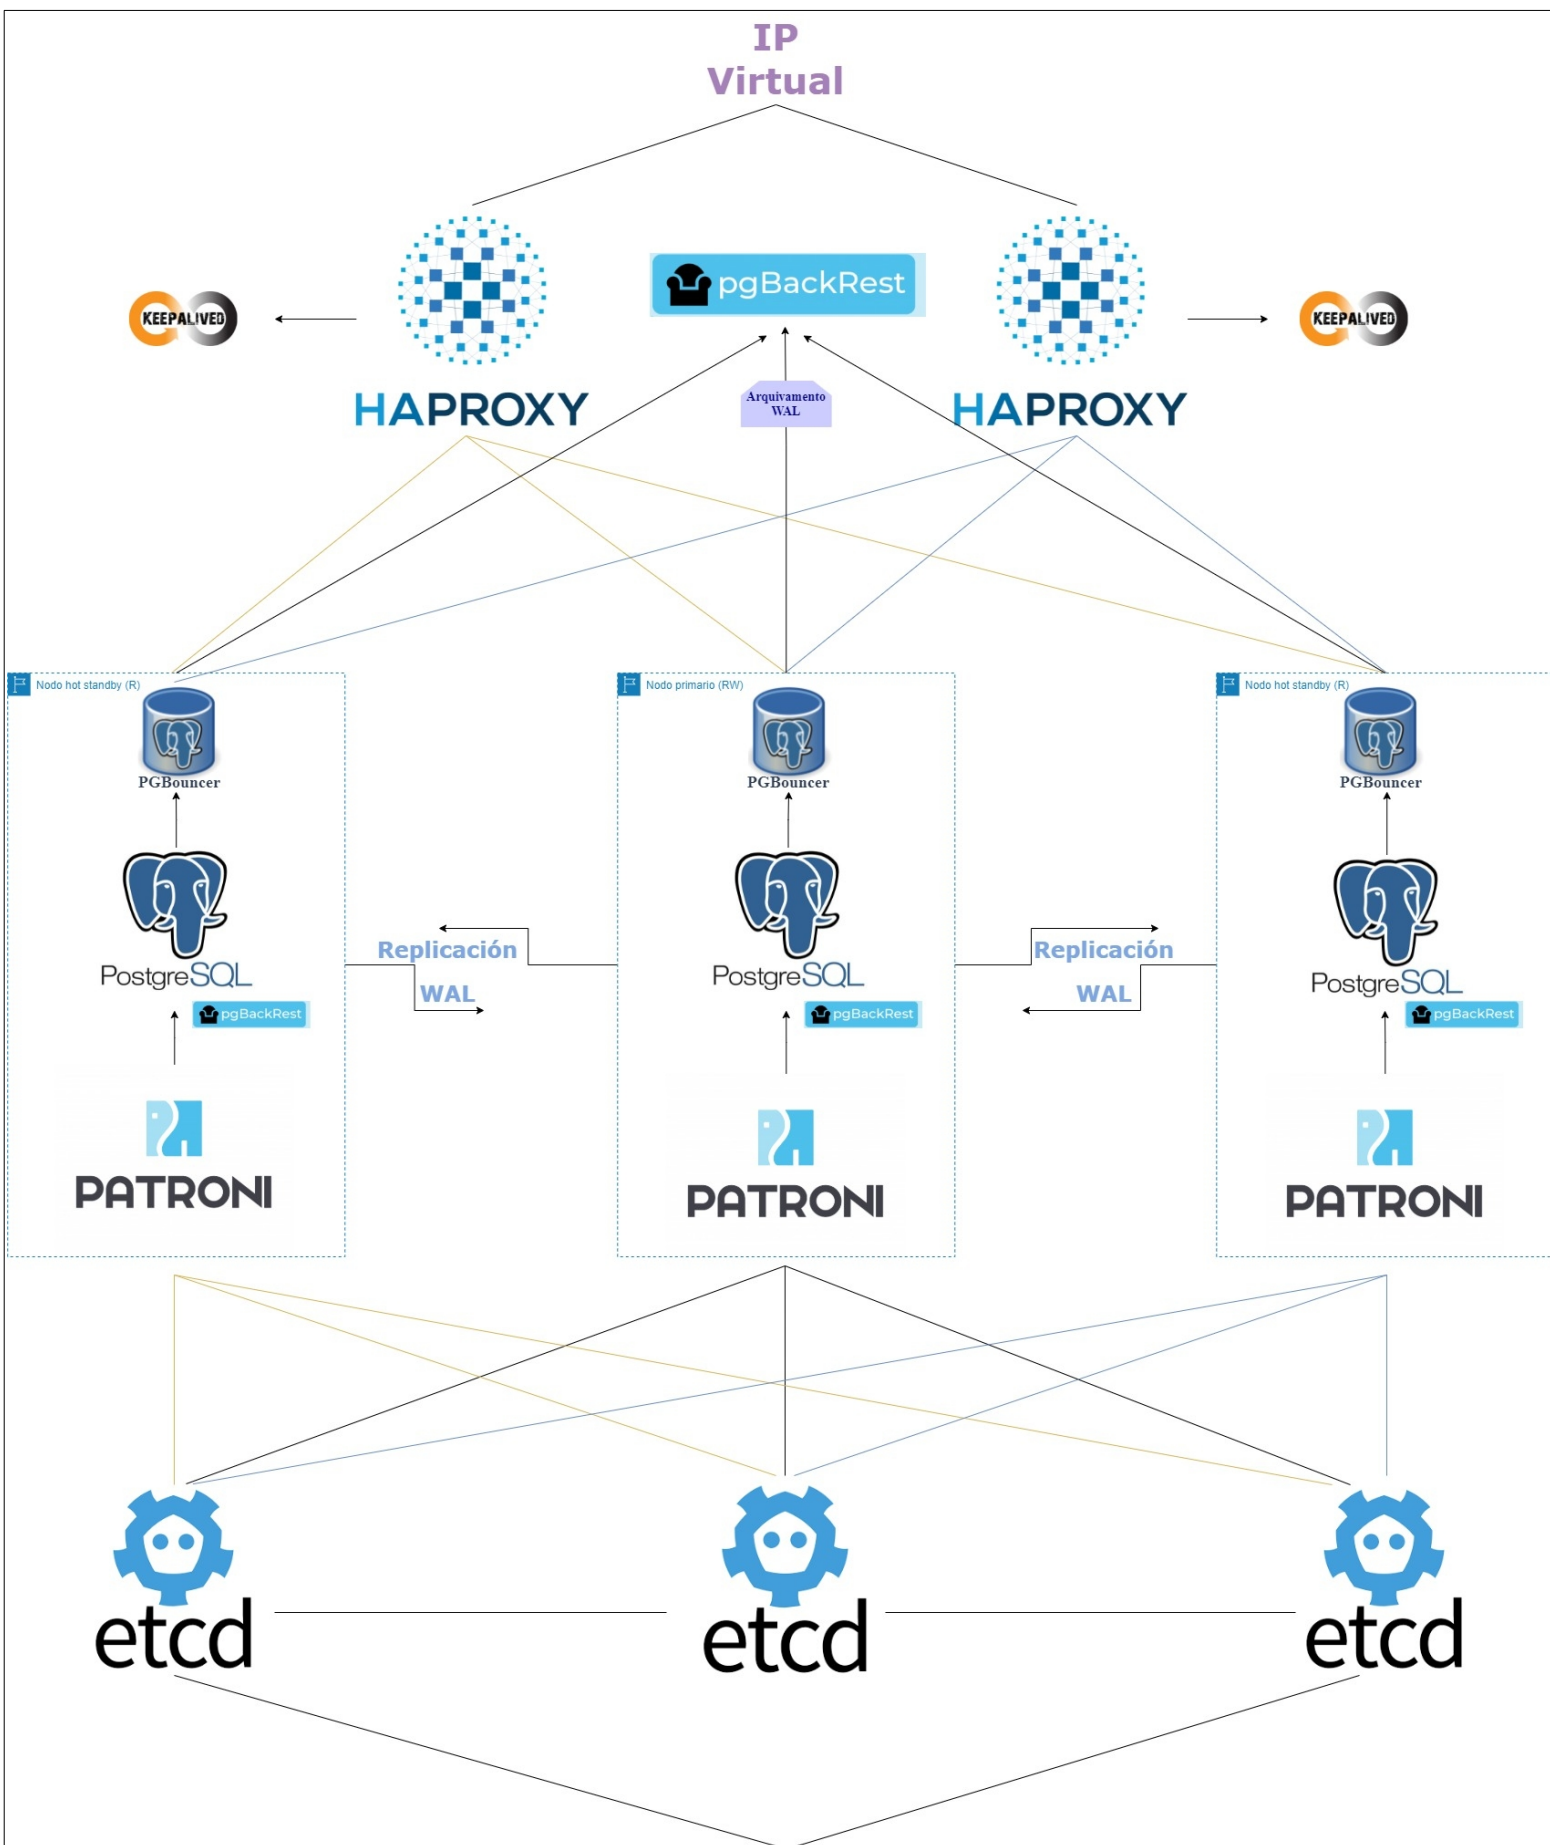 IP
Virtual
pgBackRest
KEEPALIVED
KEEPALIVED
HAPROXY
Arquivamento
WAL
HAPROXY
Nodo hot standby (R)
Nodo primario (RW)
Nodo hot standby (R)
PGBouncer
PGBouncer
PGBouncer
Replicación
WAL
Replicación
WAL
PostgreSQL
PostgreSQL
PostgreSQL
pgBackRest
pgBackRest
pgBackRest
PATRONI
PATRONI
PATRONI
etcd
etcd
etcd